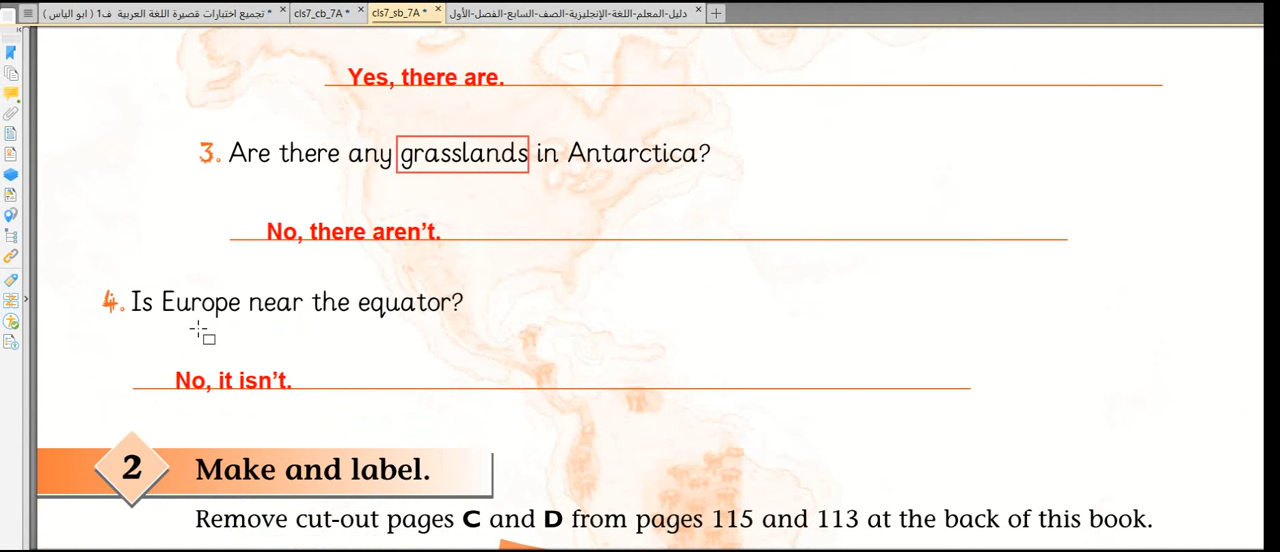 تجميع اختبارات قصيرة اللغة العربية ف1 ( ابو الياس ) *
cls7_cb_7A *
cls7_sb_7A *
دليل-المعلم-اللغة-الإنجليزية-الصف-السابع-الفصل-الأول
Yes, there are.
3. Are there any grasslands in Antarctica?
No, there aren't.
4. Is Europe near the equator?
No, it isn't.
2 Make and label.
Remove cut-out pages C and D from pages 115 and 113 at the back of this book.